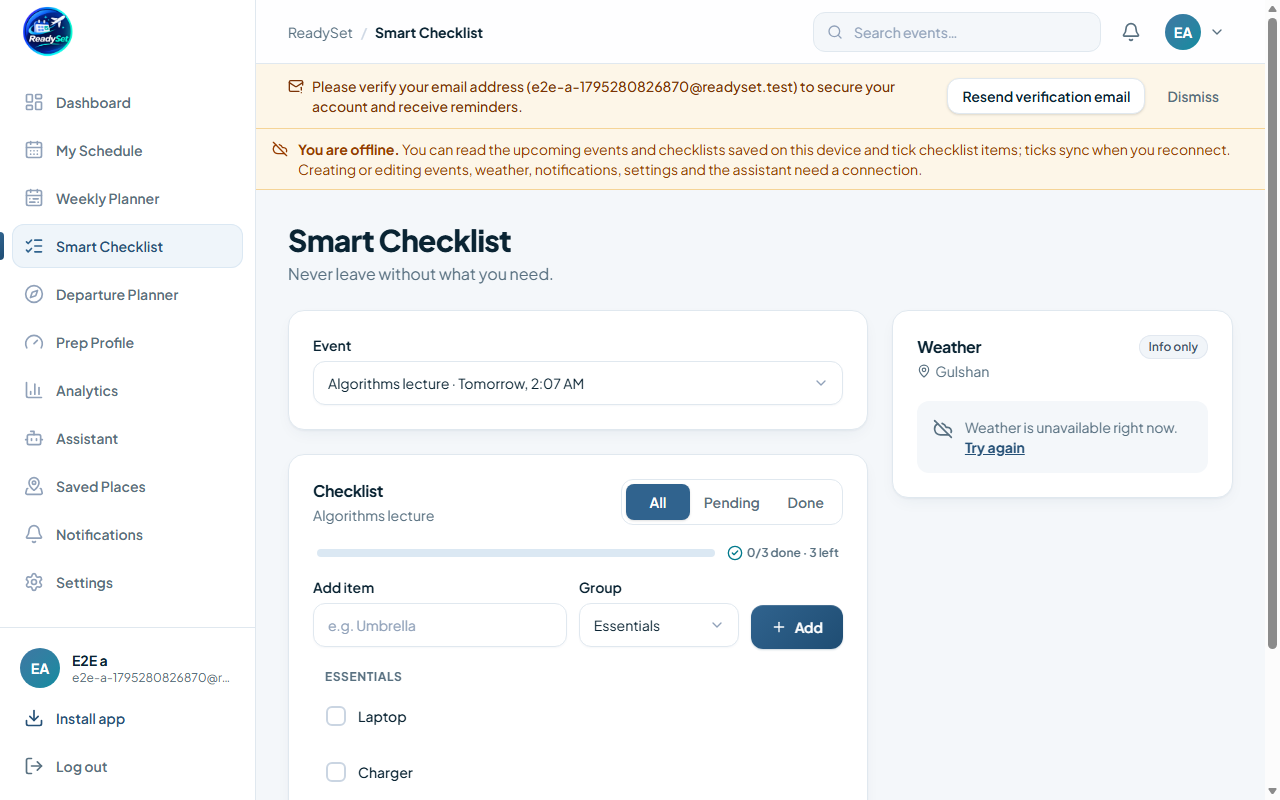 ReadySet
Dashboard
My Schedule
Weekly Planner
Smart Checklist
Departure Planner
Prep Profile
Analytics
Assistant
Saved Places
Notifications
Settings
EA
E2E a
e2e-a-1795280826870@r...
Install app
Log out
ReadySet / Smart Checklist
Search events...
EA
Please verify your email address (e2e-a-1795280826870@readyset.test) to secure your
account and receive reminders.
Resend verification email
Dismiss
You are offline. You can read the upcoming events and checklists saved on this device and tick checklist items; ticks sync when you reconnect.
Creating or editing events, weather, notifications, settings and the assistant need a connection.
Smart Checklist
Never leave without what you need.
Event
Algorithms lecture · Tomorrow, 2:07 AM
Checklist
Algorithms lecture
All
Pending
Done
0/3 done · 3 left
Add item
Group
e.g. Umbrella
Essentials
+ Add
ESSENTIALS
Laptop
Charger
Weather
Info only
Gulshan
Weather is unavailable right now.
Try again